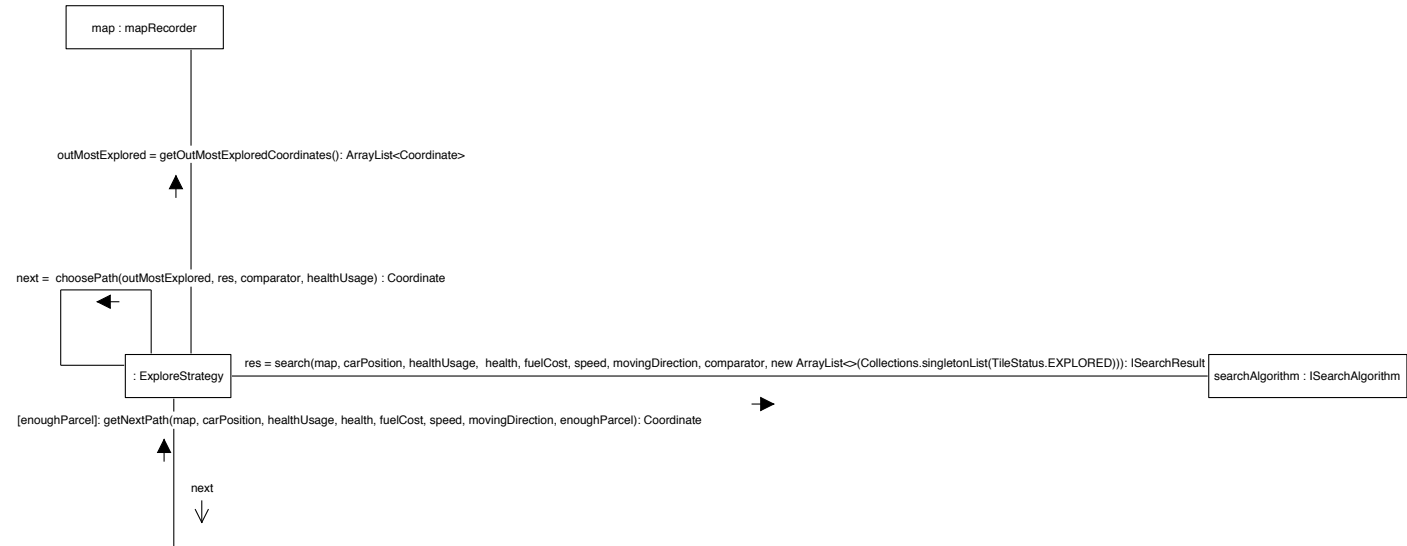 map : mapRecorder
outMostExplored = getOutMostExploredCoordinates(): ArrayList<Coordinate>
next =  choosePath(outMostExplored, res, comparator, healthUsage) : Coordinate
: ExploreStrategy
res = search(map, carPosition, healthUsage,  health, fuelCost, speed, movingDirection, comparator, new ArrayList<>(Collections.singletonList(TileStatus.EXPLORED))): ISearchResult
searchAlgorithm : ISearchAlgorithm
[enoughParcel]: getNextPath(map, carPosition, healthUsage, health, fuelCost, speed, movingDirection, enoughParcel): Coordinate
next